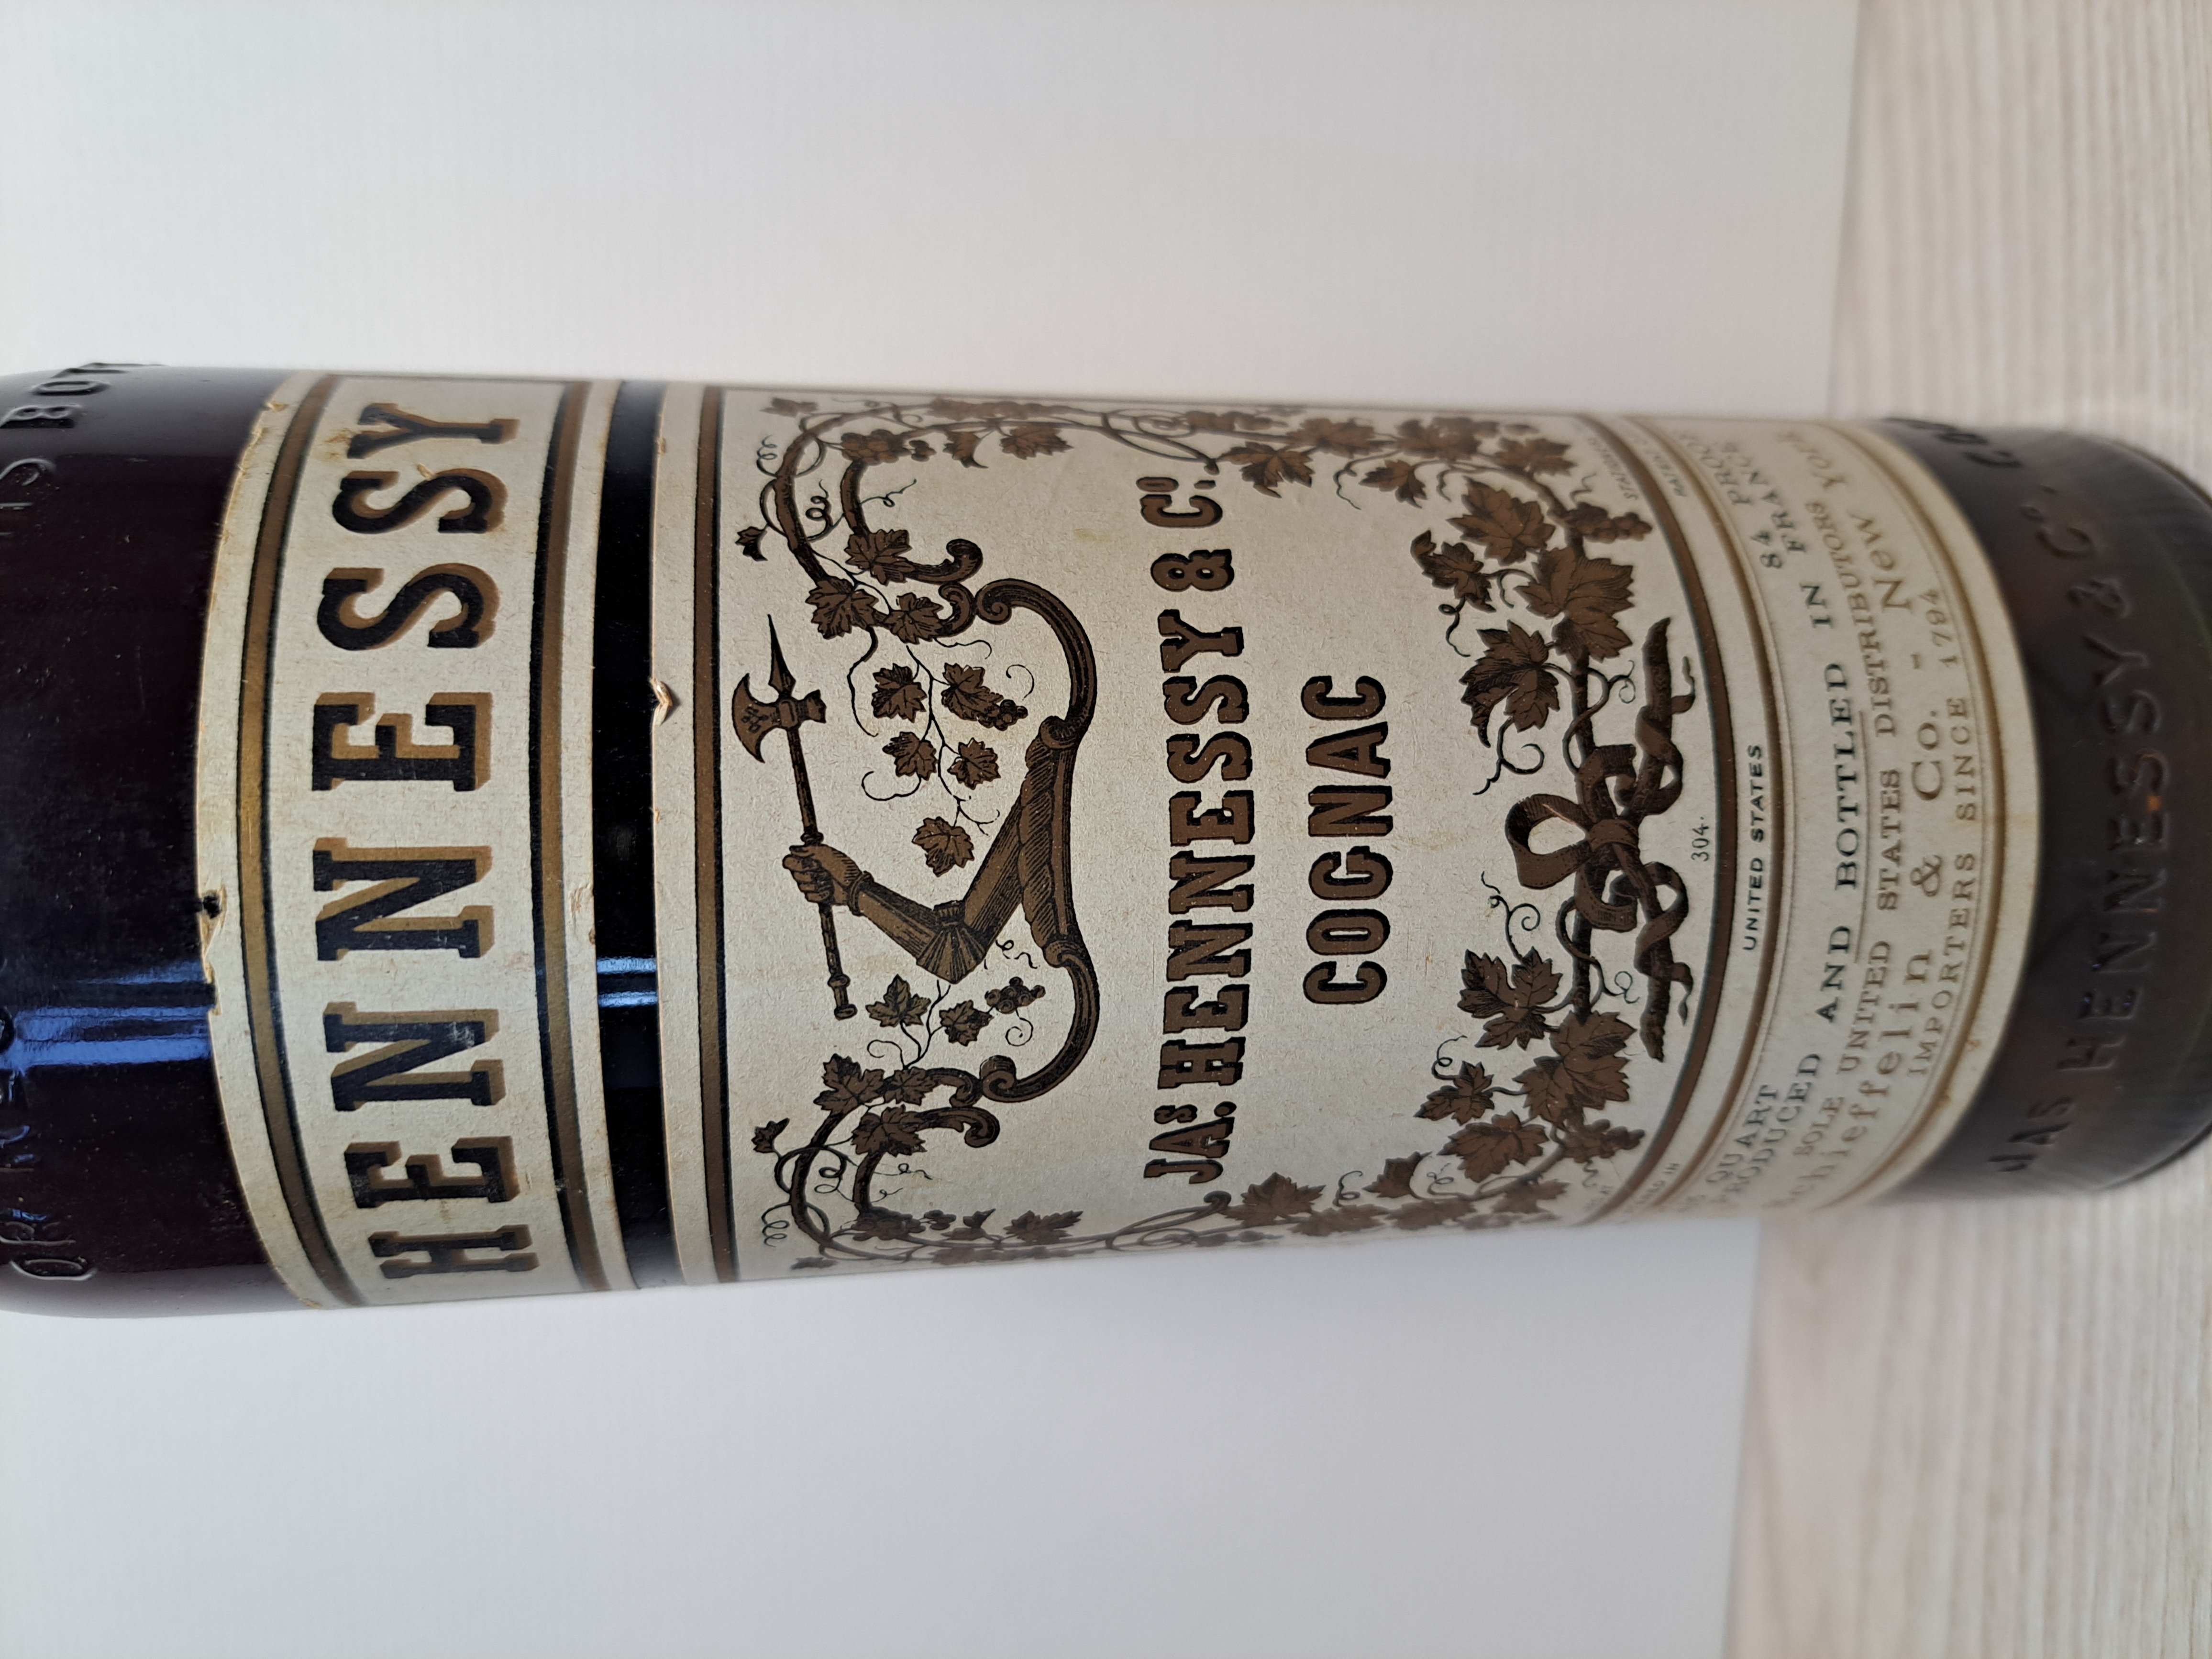 HENNESSY
JAS. HENNESSY & Co.
COGNAC
304.
UNITED STATES
QUART 84 PROOF
PRODUCED AND BOTTLED IN FRANCE
SOLE UNITED STATES DISTRIBUTORS
Schieffelin & Co. - New York
IMPORTERS SINCE 1794
JAS HENNESSY & Co.